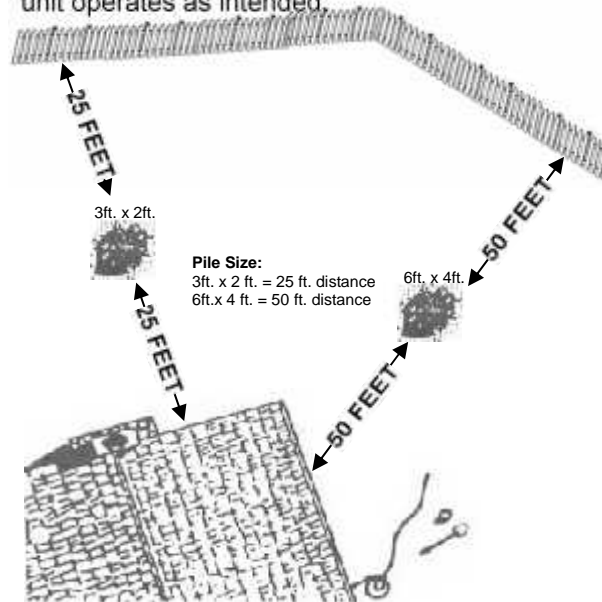 unit operates as intended.
25 FEET
3ft. x 2ft.
50 FEET
Pile Size:
3ft. x 2 ft. = 25 ft. distance
6ft.x 4 ft. = 50 ft. distance
6ft. x 4ft.
25 FEET
50 FEET